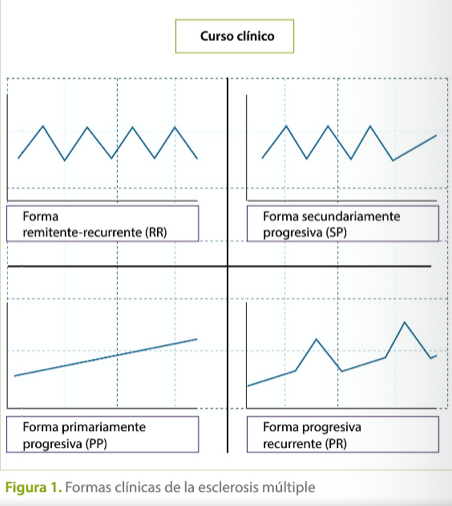 Curso clínico
Forma
remitente-recurrente (RR)
Forma secundariamente
progresiva (SP)
Forma primariamente
progresiva (PP)
Forma progresiva
recurrente (PR)
Figura 1. Formas clínicas de la esclerosis múltiple